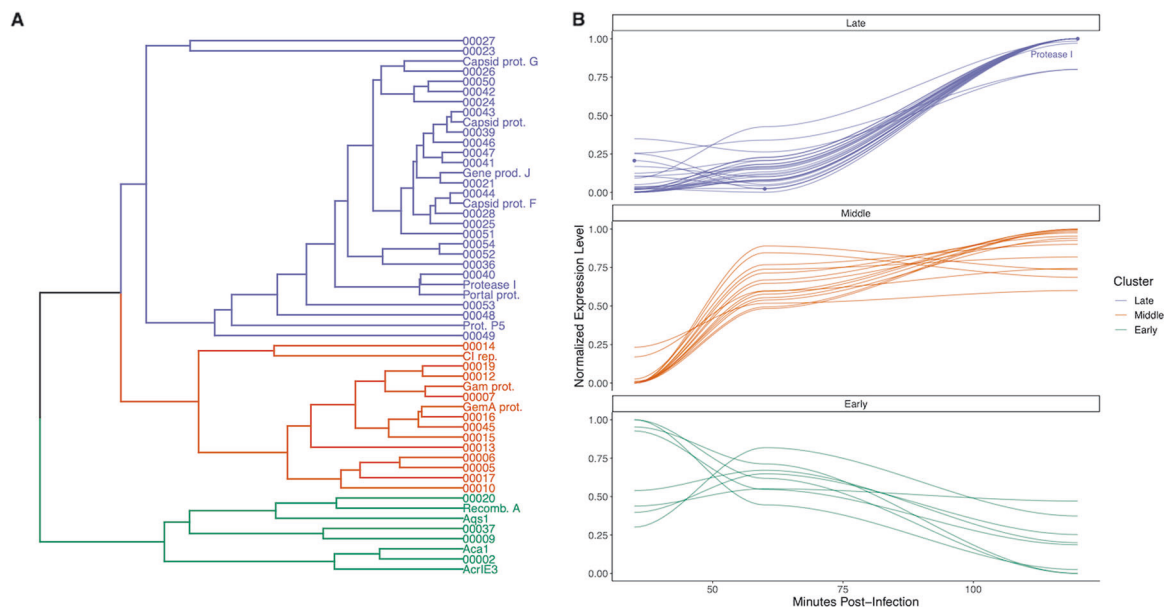 A
00027
00023
Capsid prot. G
00026
00050
00042
00024
00043
Capsid prot.
00039
00046
00047
00041
Gene prod. J
00021
00044
Capsid prot. F
00028
00025
00051
00054
00052
00036
00040
Protease I
Portal prot.
00053
00048
Prot. P5
00049
00014
CI rep.
00019
00012
Gam prot.
00007
GemA prot.
00016
00045
00015
00013
00006
00005
00017
00010
00020
Recomb. A
Aqs1
00037
00009
Aca1
00002
AcrIE3
B
Late
1.00
0.75
0.50
0.25
0.00
Protease I
Middle
1.00
0.75
0.50
0.25
0.00
Early
1.00
0.75
0.50
0.25
0.00
50
75
100
Minutes Post-Infection
Normalized Expression Level
Cluster
Late
Middle
Early